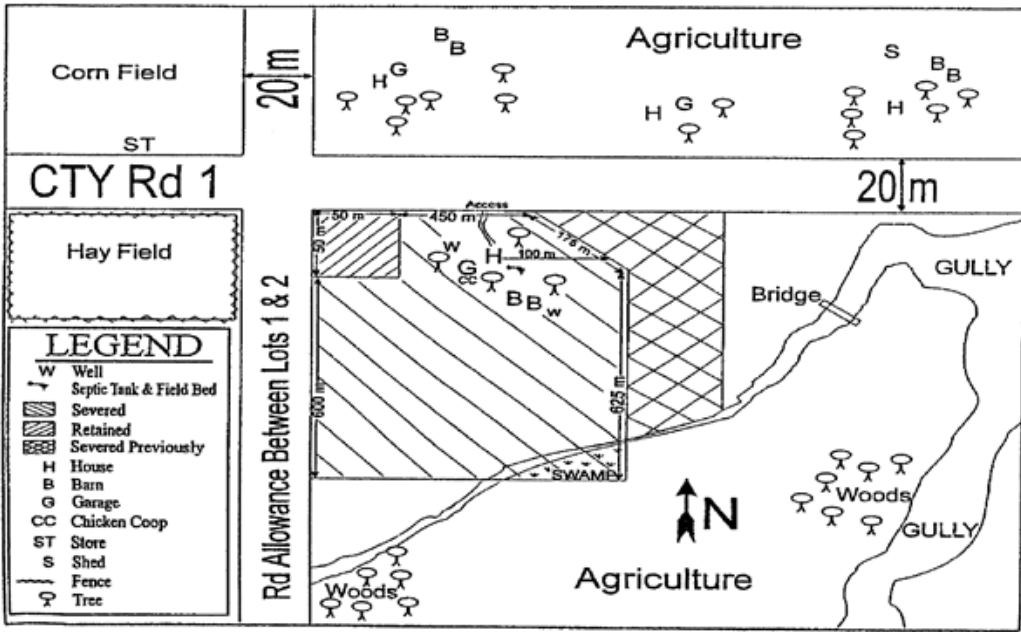 Corn Field
ST
20 m
B
B
H G
Agriculture
H G
S
B
B
H
CTY Rd 1
20 m
Access
50 m
450 m
175 m
50 m
W
H
100 m
G
CC
B B
W
600 m
625 m
SWAMP
Hay Field
Rd Allowance Between Lots 1 & 2
Bridge
GULLY
Woods
GULLY
N
Agriculture
Woods
LEGEND
W Well
Septic Tank & Field Bed
Severed
Retained
Severed Previously
H House
B Barn
G Garage
CC Chicken Coop
ST Store
S Shed
Fence
Tree